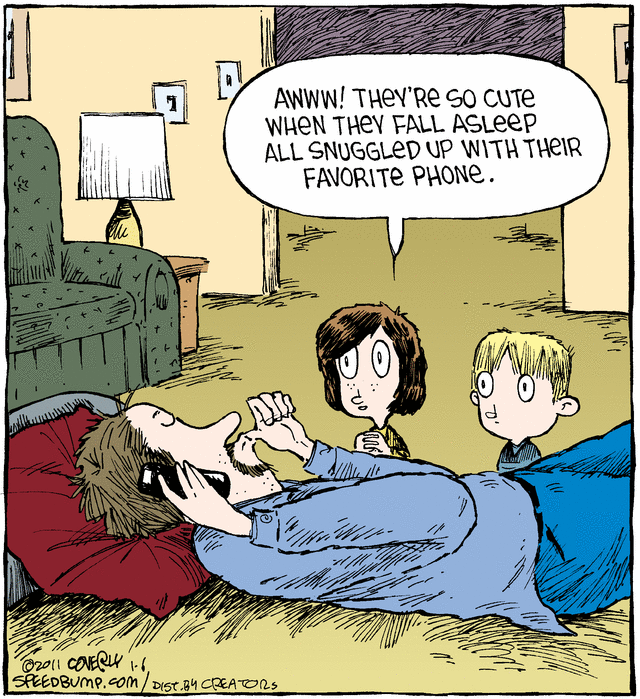 AWWW! THEY'RE SO CUTE
WHEN THEY FALL ASLEEP
ALL SNUGGLED UP WITH THEIR
FAVORITE PHONE.
©2011 COVERLY 1-6
SPEEDBUMP.COM/ DIST. BY CREATORS